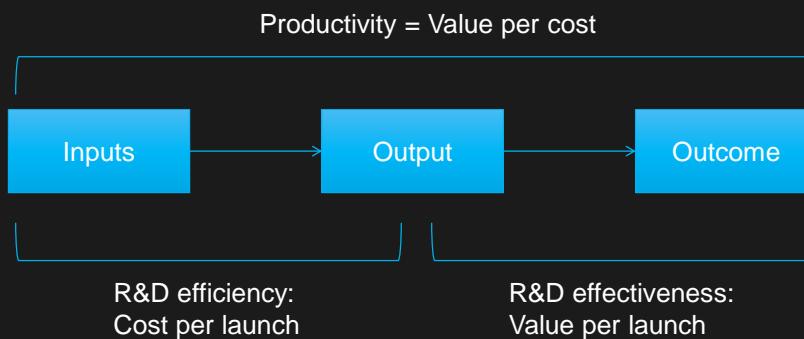 Productivity = Value per cost
Inputs
Output
Outcome
R&D efficiency:
Cost per launch
R&D effectiveness:
Value per launch